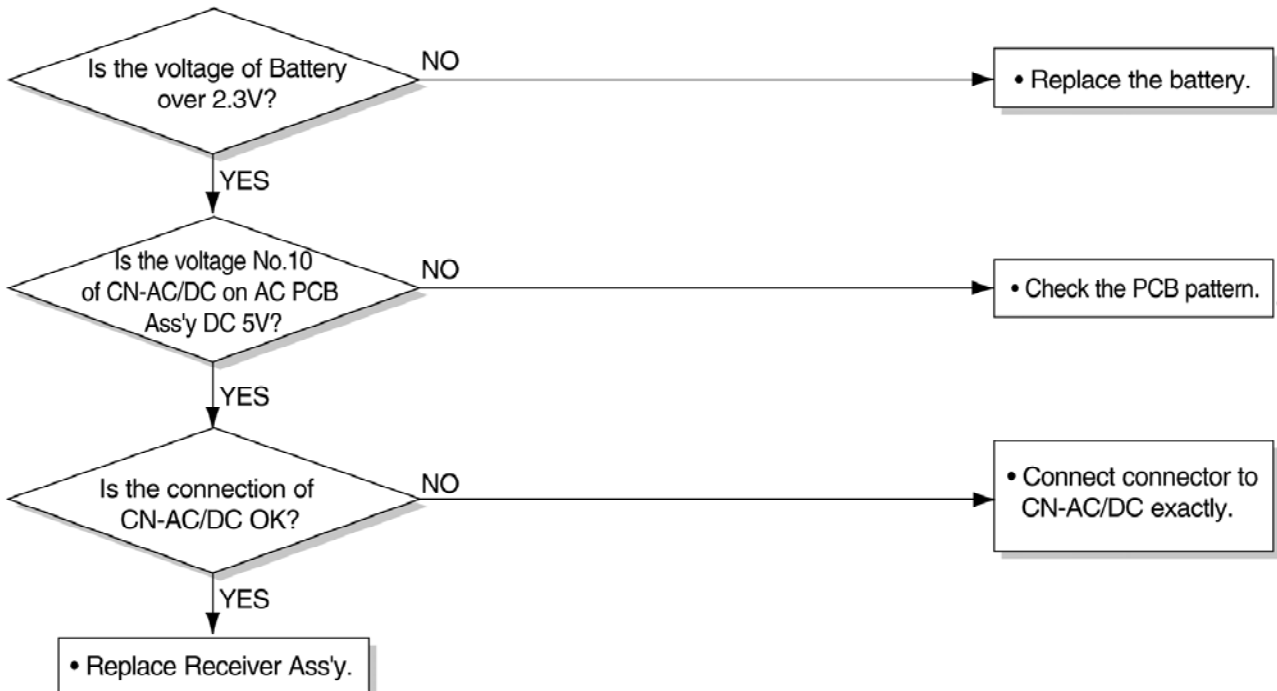 Is the voltage of Battery
over 2.3V?
NO
• Replace the battery.
YES
Is the voltage No.10
of CN-AC/DC on AC PCB
Ass'y DC 5V?
NO
• Check the PCB pattern.
YES
Is the connection of
CN-AC/DC OK?
NO
• Connect connector to
CN-AC/DC exactly.
YES
• Replace Receiver Ass'y.